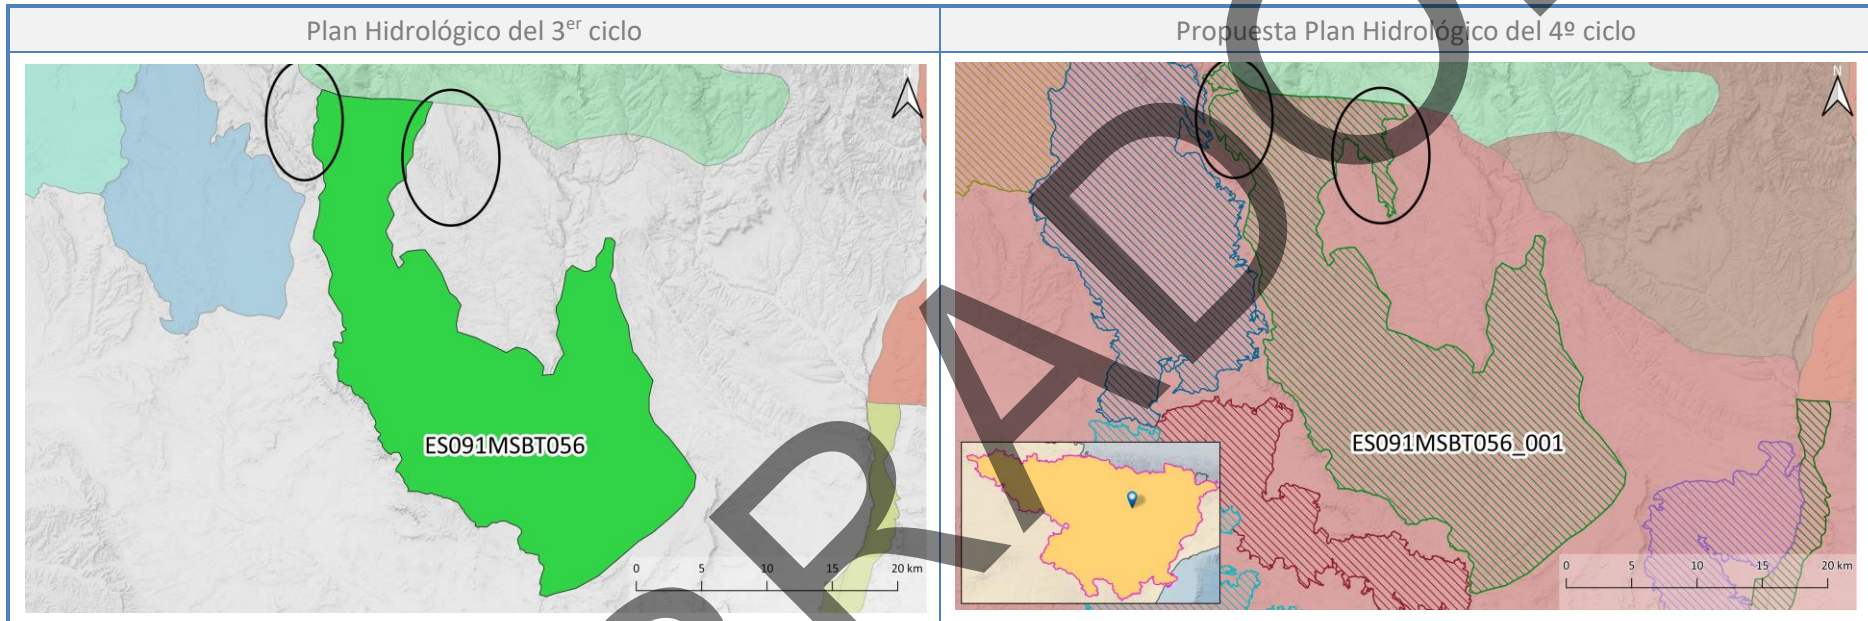 Plan Hidrológico del 3er ciclo
Propuesta Plan Hidrológico del 4º ciclo
N
N
ES091MSBT056
ES091MSBT056_001
0 5 10 15 20 km
0 5 10 15 20 km